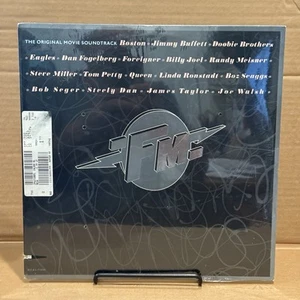 THE ORIGINAL MOVIE SOUNDTRACK Boston • Jimmy Buffett • Doobie Brothers
• Eagles • Dan Fogelberg • Foreigner • Billy Joel • Randy Meisner •
Steve Miller • Tom Petty • Queen • Linda Ronstadt • Boz Scaggs
• Bob Seger • Steely Dan • James Taylor • Joe Walsh •
FM